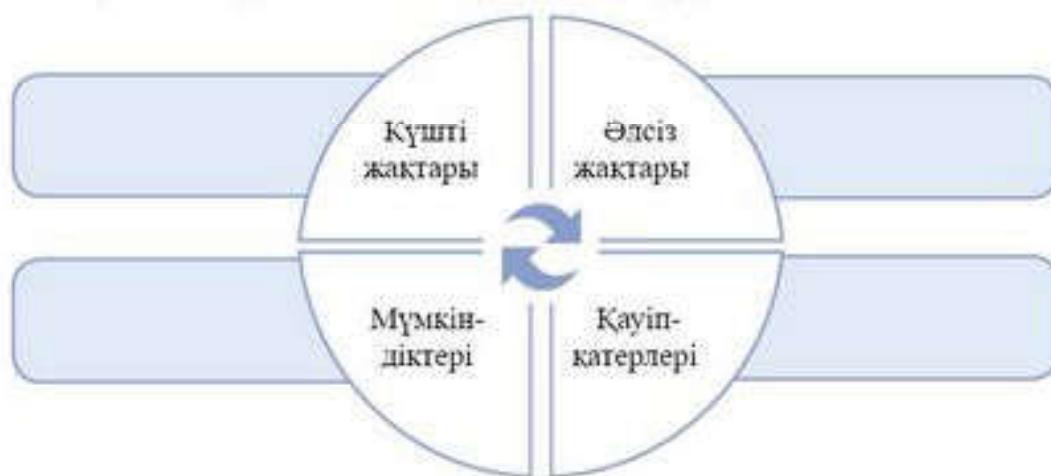 Күшті
жақтары
Әлсіз
жақтары
Мүмкін-
діктері
Қауіп-
қатерлері